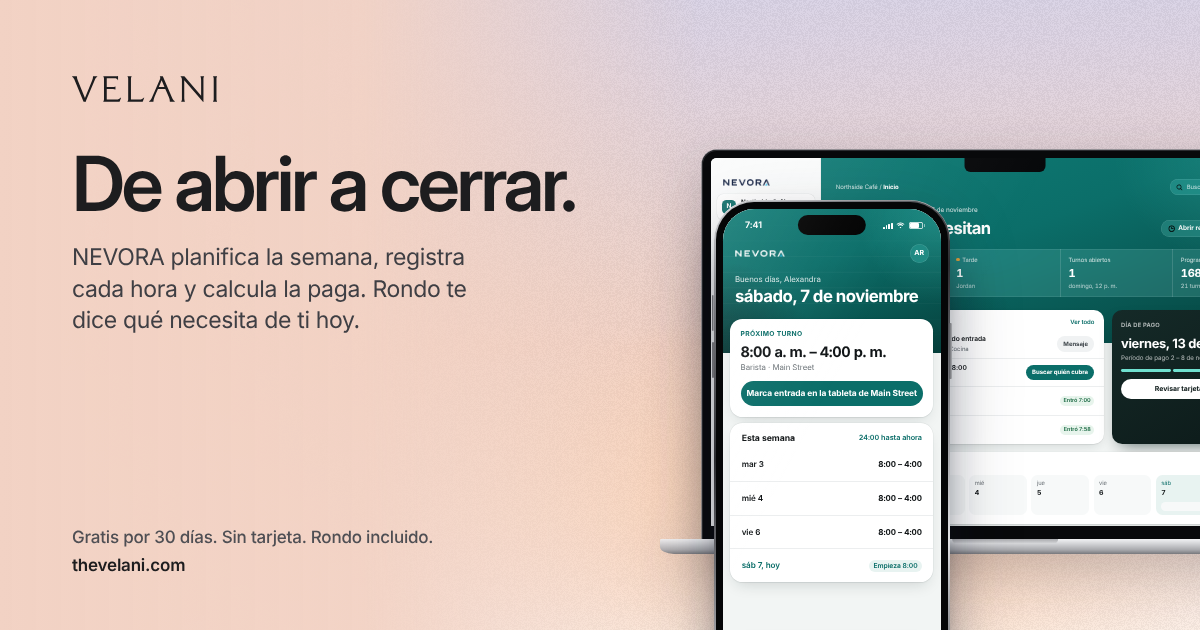 VELANI
De abrir a cerrar.
NEVORA planifica la semana, registra
cada hora y calcula la paga. Rondo te
dice qué necesita de ti hoy.
Gratis por 30 días. Sin tarjeta. Rondo incluido.
thevelani.com
NEVORA
N
Northside Café / Inicio
de noviembre
esitan
Tarde
1
Jordan
Turnos abiertos
1
domingo, 12 p. m.
168
Ver todo
do entrada
Cocina
Mensaje
8:00
Buscar quién cubra
Entró 7:00
Entró 7:58
DÍA DE PAGO
viernes, 13 de
Período de pago 2 – 8 de
Revisar
mié
4
jue
5
vie
6
sáb
7
7:41
NEVORA
AR
Buenos días, Alexandra
sábado, 7 de noviembre
PRÓXIMO TURNO
8:00 a. m. – 4:00 p. m.
Barista · Main Street
Marca entrada en la tableta de Main Street
Esta semana
24:00 hasta ahora
mar 3
8:00 – 4:00
mié 4
8:00 – 4:00
vie 6
8:00 – 4:00
sáb 7, hoy
Empieza 8:00